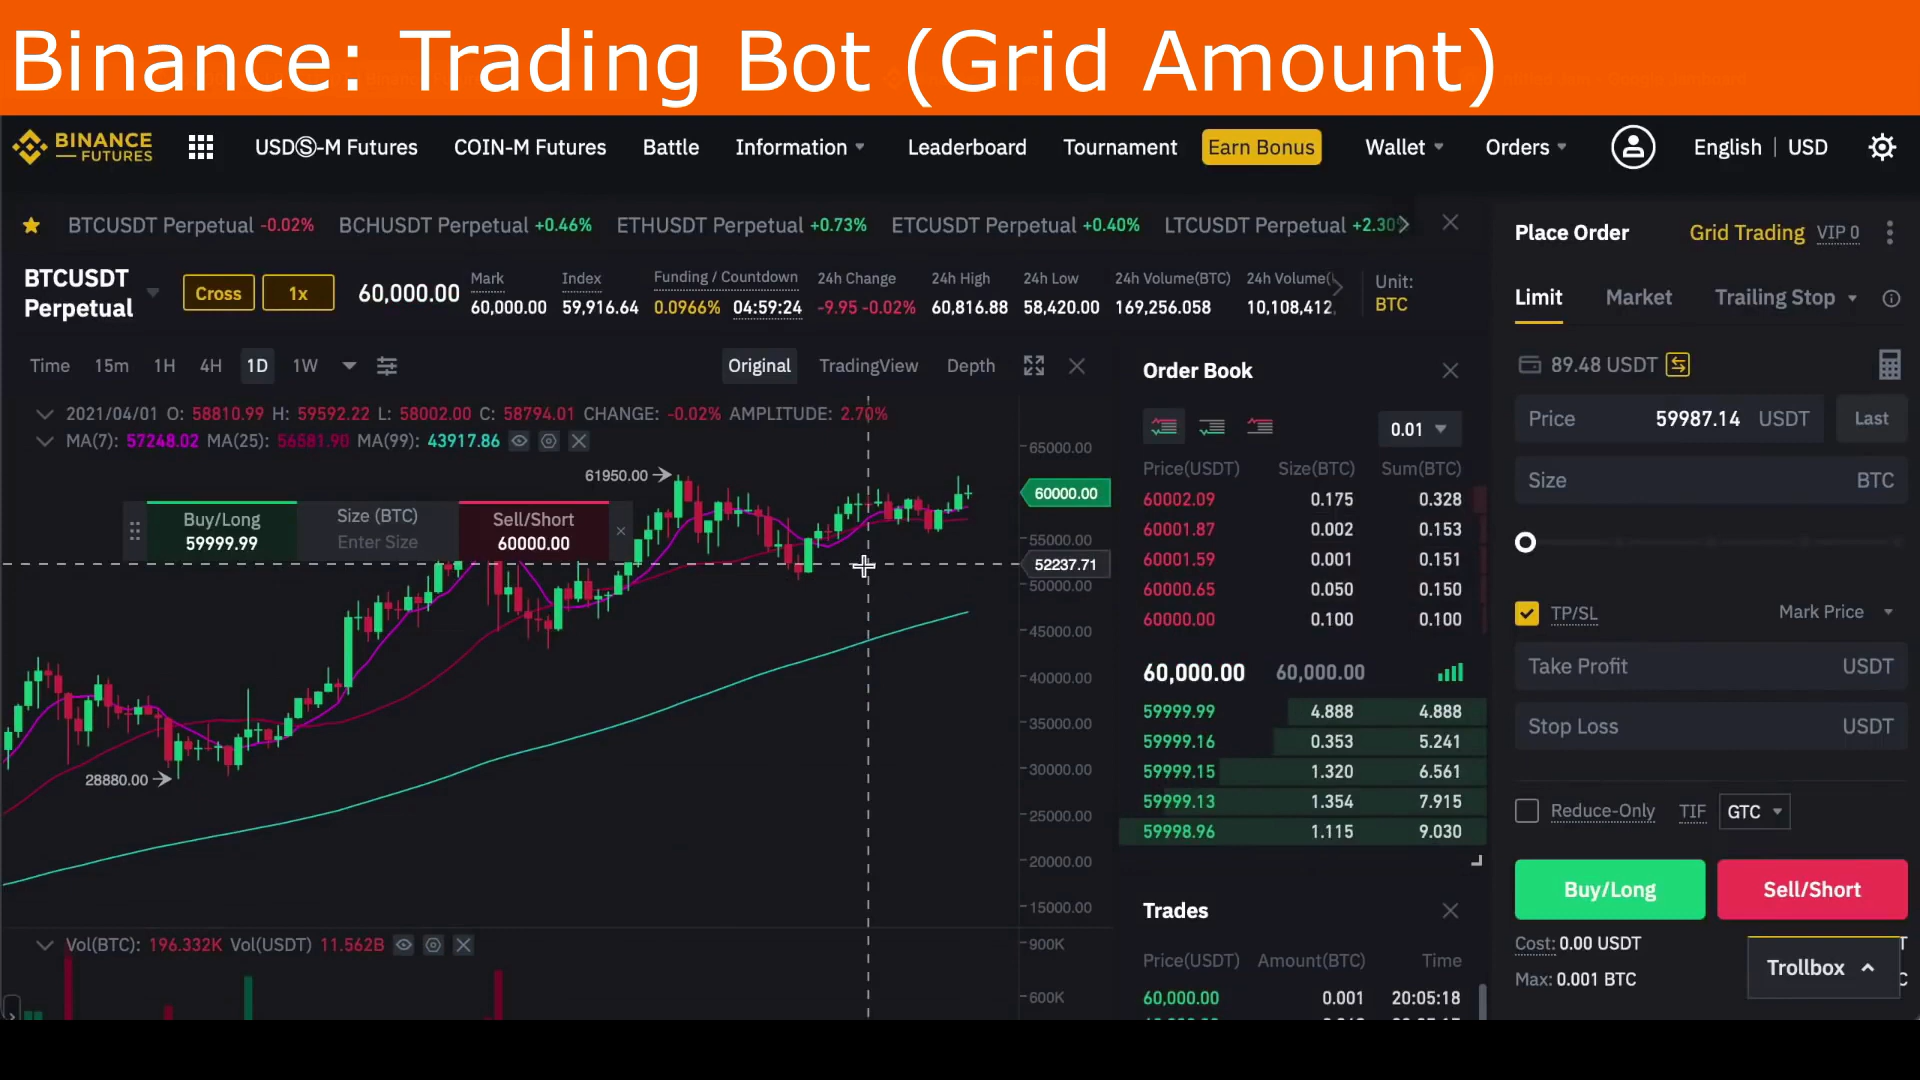 Binance: Trading Bot (Grid Amount)
BINANCE
FUTURES
USDⓈ-M Futures COIN-M Futures Battle Information Leaderboard Tournament Earn Bonus Wallet Orders English USD
BTCUSDT Perpetual -0.02% BCHUSDT Perpetual +0.46% ETHUSDT Perpetual +0.73% ETCUSDT Perpetual +0.40% LTCUSDT Perpetual +2.30%
BTCUSDT
Perpetual
Cross 1x 60,000.00
Mark
60,000.00
Index
59,916.64
Funding / Countdown
0.0966% 04:59:24
24h Change
-9.95 -0.02%
24h High
60,816.88
24h Low
58,420.00
24h Volume(BTC)
169,256.058
24h Volume(
10,108,412
Unit:
BTC
Time 15m 1H 4H 1D 1W Original TradingView Depth
2021/04/01 O: 58810.99 H: 59592.22 L: 58002.00 C: 58794.01 CHANGE: -0.02% AMPLITUDE: 2.70%
MA(7): 57248.02 MA(25): 56581.90 MA(99): 43917.86
61950.00
Buy/Long
59999.99
Size (BTC)
Enter Size
Sell/Short
60000.00
28880.00
65000.00
60000.00
55000.00
52237.71
50000.00
45000.00
40000.00
35000.00
30000.00
25000.00
20000.00
15000.00
Vol(BTC): 196.332K Vol(USDT) 11.562B
900K
600K
Order Book
0.01
Price(USDT) Size(BTC) Sum(BTC)
60002.09 0.175 0.328
60001.87 0.002 0.153
60001.59 0.001 0.151
60000.65 0.050 0.150
60000.00 0.100 0.100
60,000.00 60,000.00
59999.99 4.888 4.888
59999.16 0.353 5.241
59999.15 1.320 6.561
59999.13 1.354 7.915
59998.96 1.115 9.030
Trades
Price(USDT) Amount(BTC) Time
60,000.00 0.001 20:05:18
Place Order Grid Trading VIP 0
Limit Market Trailing Stop
89.48 USDT
Price 59987.14 USDT Last
Size BTC
TP/SL Mark Price
Take Profit USDT
Stop Loss USDT
Reduce-Only TIF GTC
Buy/Long Sell/Short
Cost: 0.00 USDT
Max: 0.001 BTC
Trollbox